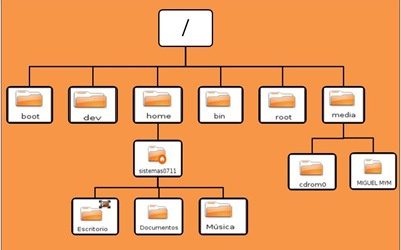 /
boot
dev
home
bin
root
media
sistemas0711
cdrom0
MIGUEL MYM
Escritorio
Documentos
Música